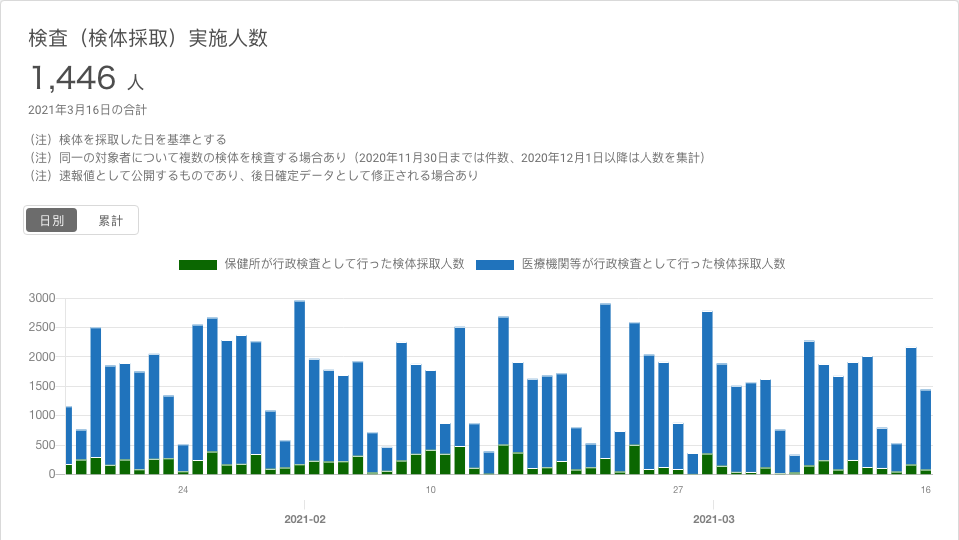 検査（検体採取）実施人数
1,446 人
2021年3月16日の合計
（注）検体を採取した日を基準とする
（注）同一の対象者について複数の検体を検査する場合あり（2020年11月30日までは件数、2020年12月1日以降は人数を集計）
（注）速報値として公開するものであり、後日確定データとして修正される場合あり
日別 累計
保健所が行政検査として行った検体採取人数 医療機関等が行政検査として行った検体採取人数
3000
2500
2000
1500
1000
500
0
24 10 27 16
2021-02 2021-03